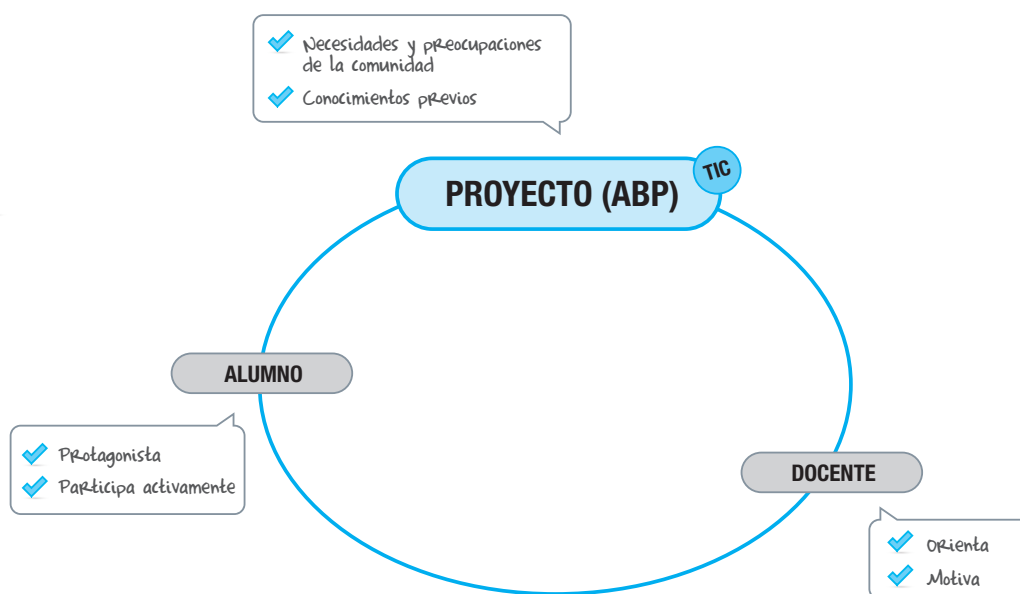 Necesidades y preocupaciones
de la comunidad
Conocimientos previos
PROYECTO (ABP)
TIC
ALUMNO
Protagonista
Participa activamente
DOCENTE
Orienta
Motiva